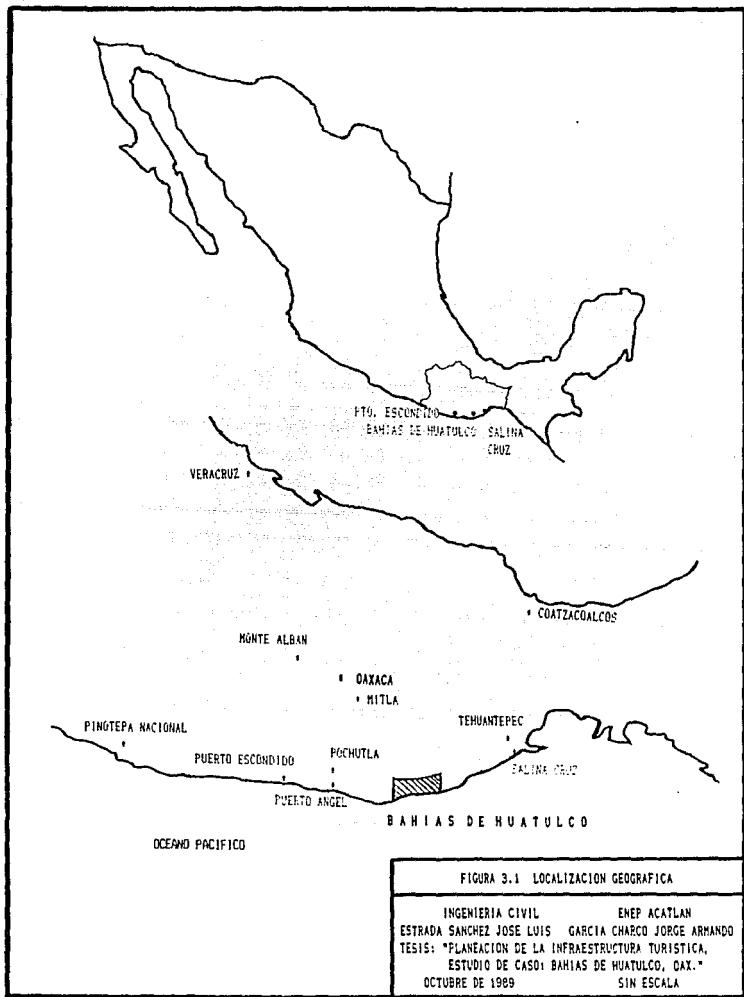 PTO. ESCONDIDO
BAHIAS DE HUATULCO SALINA
CRUZ
VERACRUZ
COATZACOALCOS
MONTE ALBAN
OAXACA
MITLA
PINOTEPA NACIONAL
TEHUANTEPEC
PUERTO ESCONDIDO
POCHUTLA
SALINA CRUZ
PUERTO ANGEL
BAHIAS DE HUATULCO
OCEANO PACIFICO
FIGURA 3.1 LOCALIZACION GEOGRAFICA
INGENIERIA CIVIL ENEP ACATLAN
ESTRADA SANCHEZ JOSE LUIS GARCIA CHARCO JORGE ARMANDO
TESIS: "PLANEACION DE LA INFRAESTRUCTURA TURISTICA,
ESTUDIO DE CASO: BAHIAS DE HUATULCO, OAX."
OCTUBRE DE 1989 SIN ESCALA